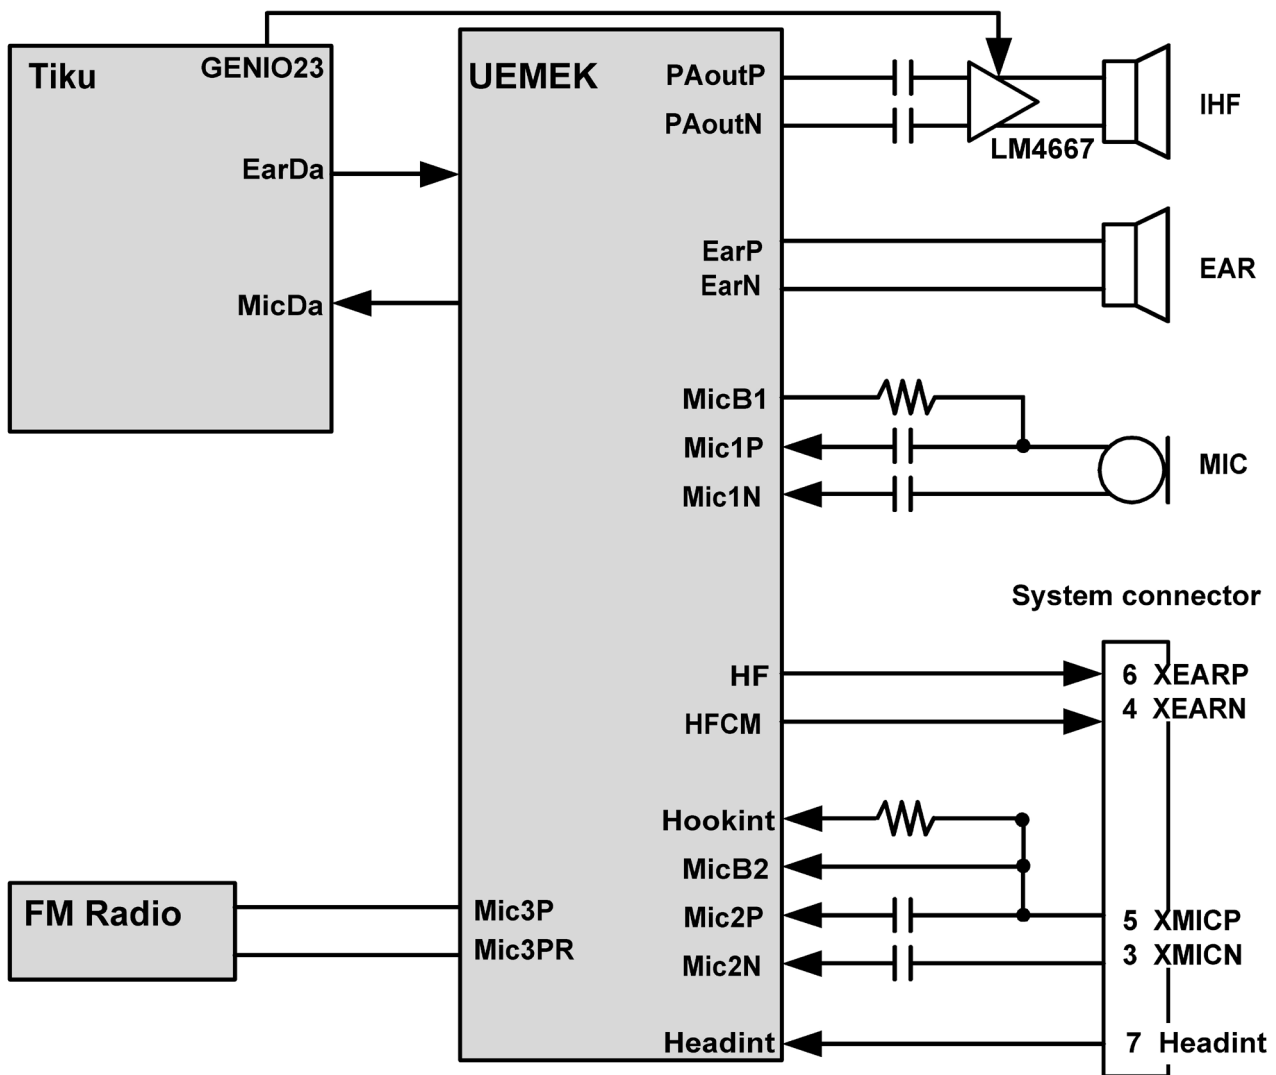 GENIO23
Tiku
UEMEK
PAoutP
PAoutN
IHF
LM4667
EarDa
EarP
EarN
EAR
MicDa
MicB1
Mic1P
Mic1N
MIC
System connector
HF
HFCM
6 XEARP
4 XEARN
Hookint
MicB2
Mic2P
Mic2N
5 XMICP
3 XMICN
FM Radio
Mic3P
Mic3PR
Headint
7 Headint